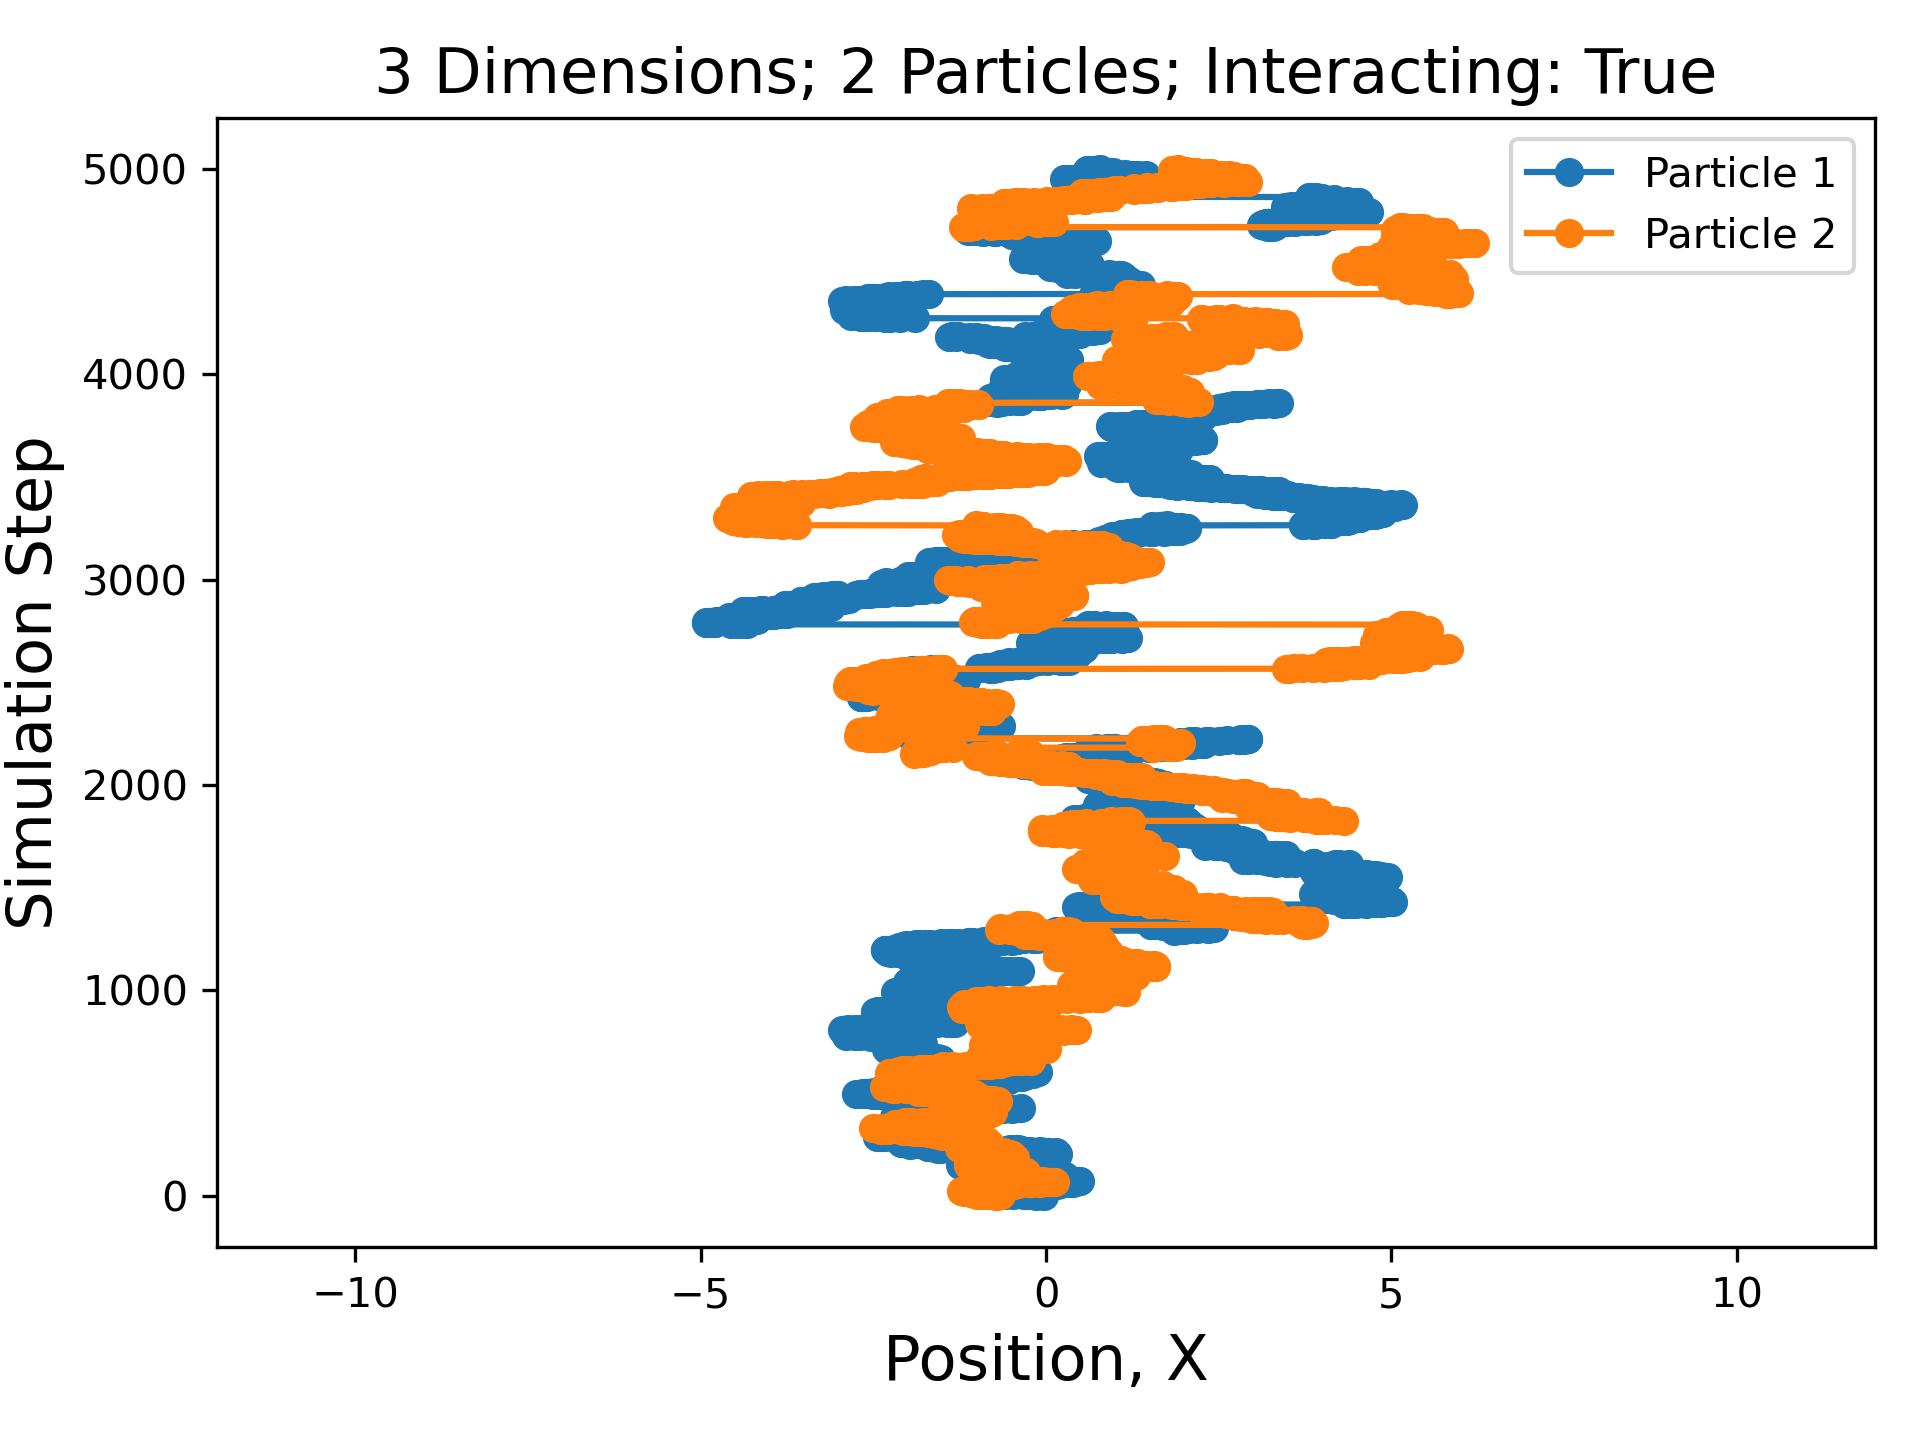 3 Dimensions; 2 Particles; Interacting: True
Particle 1
Particle 2
5000
4000
3000
2000
1000
0
Simulation Step
−10
−5
0
5
10
Position, X